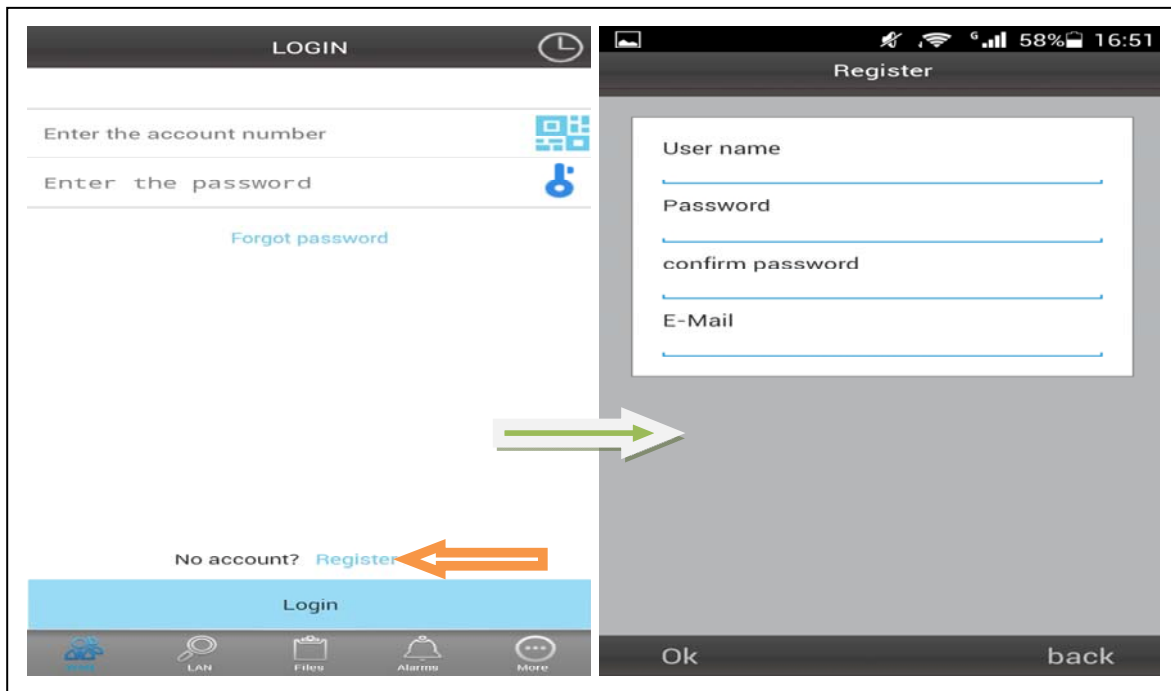 LOGIN
Enter the account number
Enter the password
Forgot password
No account? Register
Login
LAN
Files
Alarms
More
G 58% 16:51
Register
User name
Password
confirm password
E-Mail
Ok back